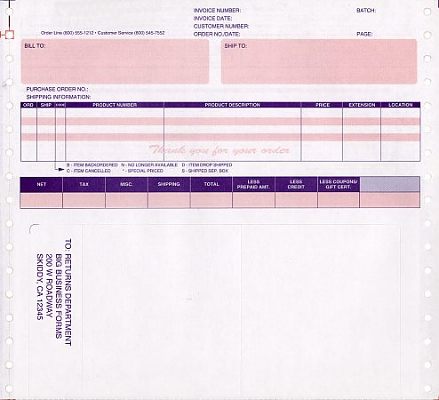 INVOICE NUMBER: BATCH:
INVOICE DATE:
CUSTOMER NUMBER:
Order Line (800) 555-1212 • Customer Service (800) 545-7552 ORDER NO./DATE: PAGE:
BILL TO: SHIP TO:
PURCHASE ORDER NO.:
SHIPPING INFORMATION:
ORD SHIP CODE PRODUCT NUMBER PRODUCT DESCRIPTION PRICE EXTENSION LOCATION
Thank you for your order
B - ITEM BACKORDERED N - NO LONGER AVAILABLE D - ITEM DROP SHIPPED
C - ITEM CANCELLED * - SPECIAL PRICED S - SHIPPED SEP. BOX
NET TAX MISC. SHIPPING TOTAL LESS PREPAID AMT. LESS CREDIT LESS COUPON/ GIFT CERT.
TO: RETURNS DEPARTMENT
BIG BUSINESS FORMS
200 W ROADWAY
SKIDDY, CA 12345